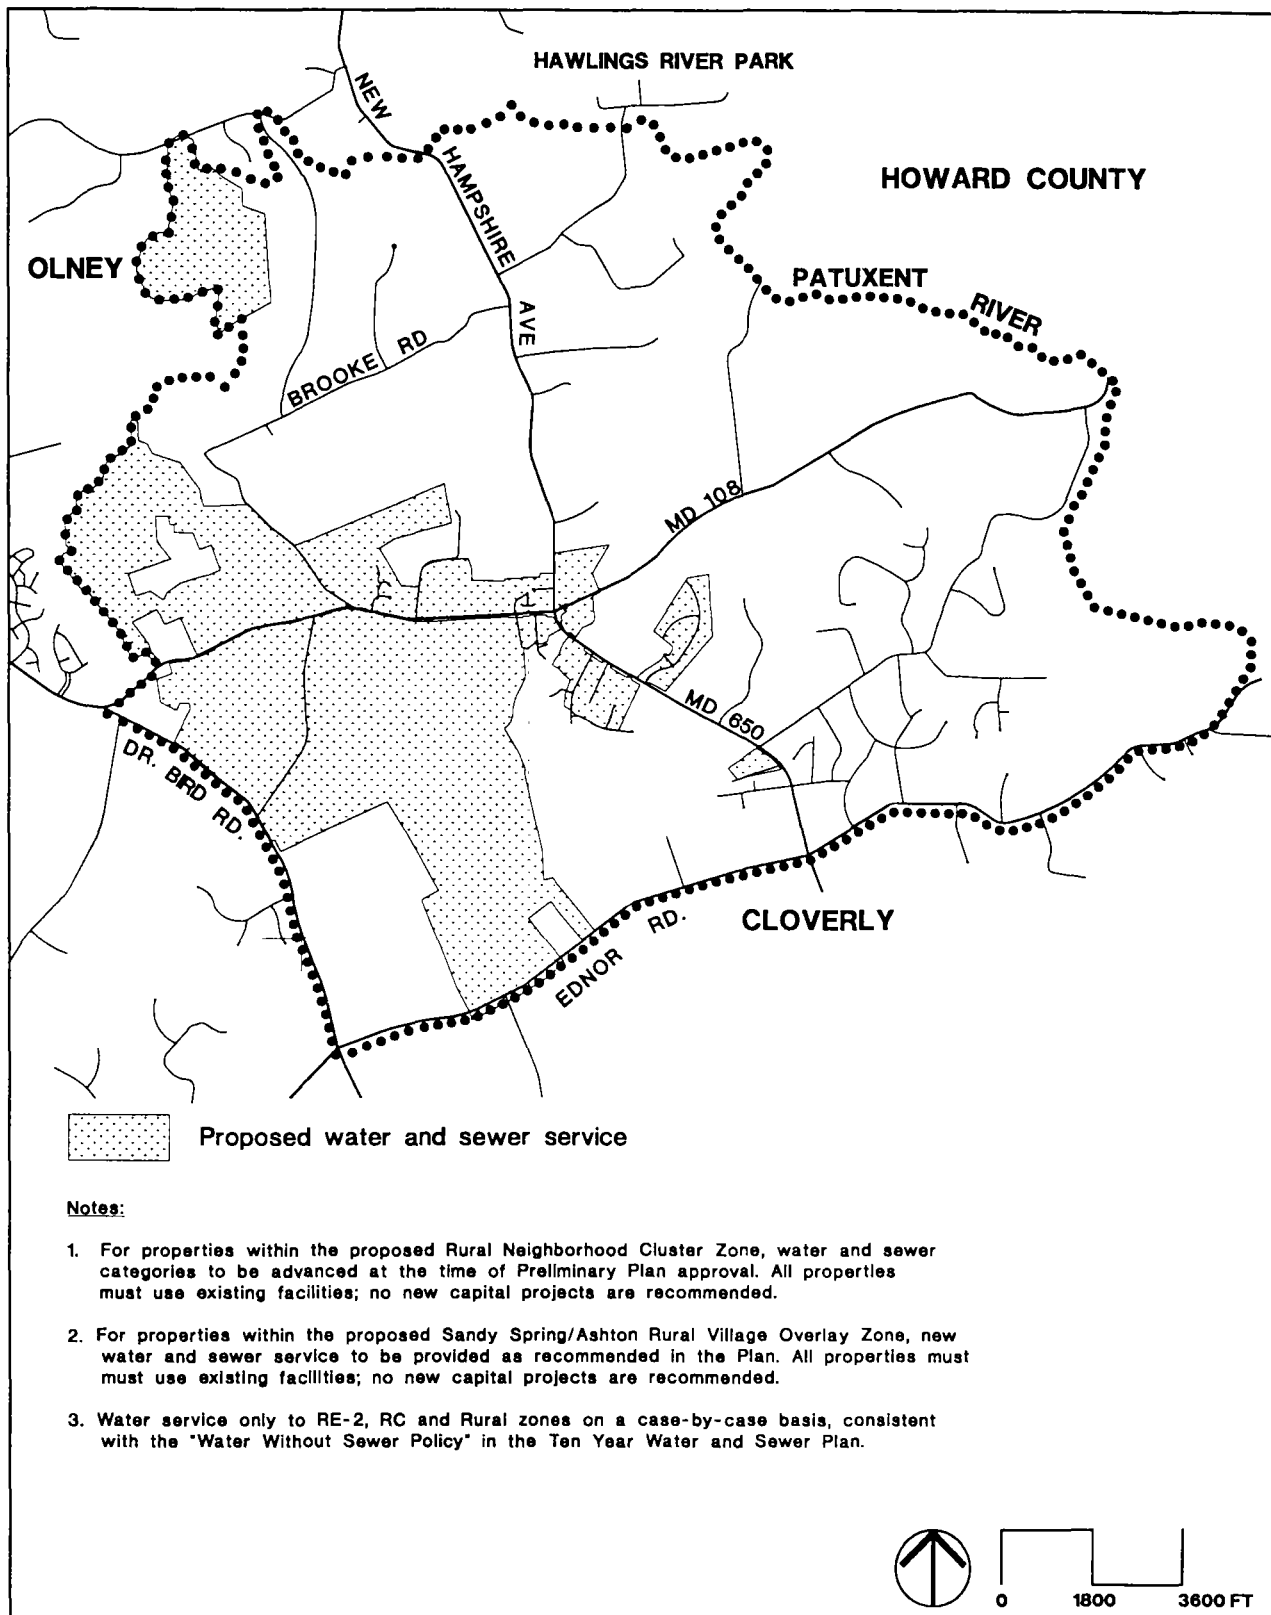 HAWLINGS RIVER PARK
NEW
HAMPSHIRE
AVE
HOWARD COUNTY
OLNEY
PATUXENT
RIVER
BROOKE RD
MD 108
MD 650
DR. BIRD RD.
EDNOR RD.
CLOVERLY
Proposed water and sewer service
Notes:
1. For properties within the proposed Rural Neighborhood Cluster Zone, water and sewer
categories to be advanced at the time of Preliminary Plan approval. All properties
must use existing facilities; no new capital projects are recommended.
2. For properties within the proposed Sandy Spring/Ashton Rural Village Overlay Zone, new
water and sewer service to be provided as recommended in the Plan. All properties must
must use existing facilities; no new capital projects are recommended.
3. Water service only to RE-2, RC and Rural zones on a case-by-case basis, consistent
with the "Water Without Sewer Policy" in the Ten Year Water and Sewer Plan.
0 1800 3600 FT